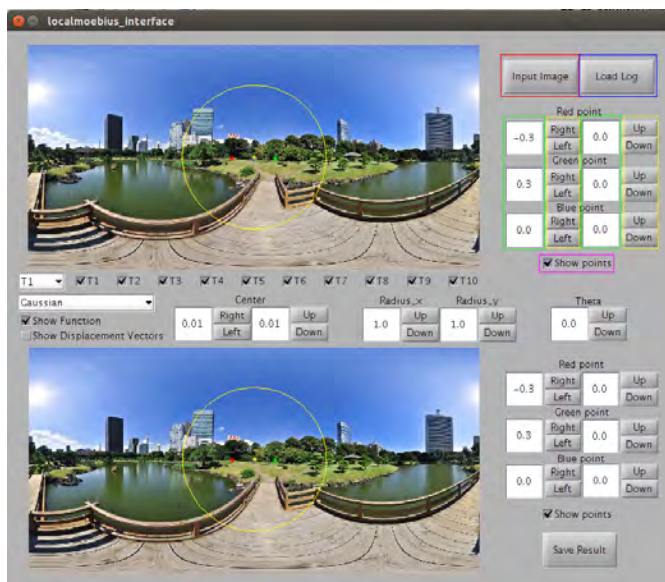 localmoebius_interface
Input Image Load Log
Red point
-0.3 Right Left 0.0 Up Down
Green point
0.3 Right Left 0.0 Up Down
Blue point
0.0 Right Left 0.0 Up Down
Show points
T1 T1 T2 T3 T4 T5 T6 T7 T8 T9 T10
Gaussian
Show Function
Show Displacement Vectors
Center
0.01 Right Left 0.01 Up Down
Radius_x Radius_y
1.0 Up Down 1.0 Up Down
Theta
0.0 Up Down
Red point
-0.3 Right Left 0.0 Up Down
Green point
0.3 Right Left 0.0 Up Down
Blue point
0.0 Right Left 0.0 Up Down
Show points
Save Result